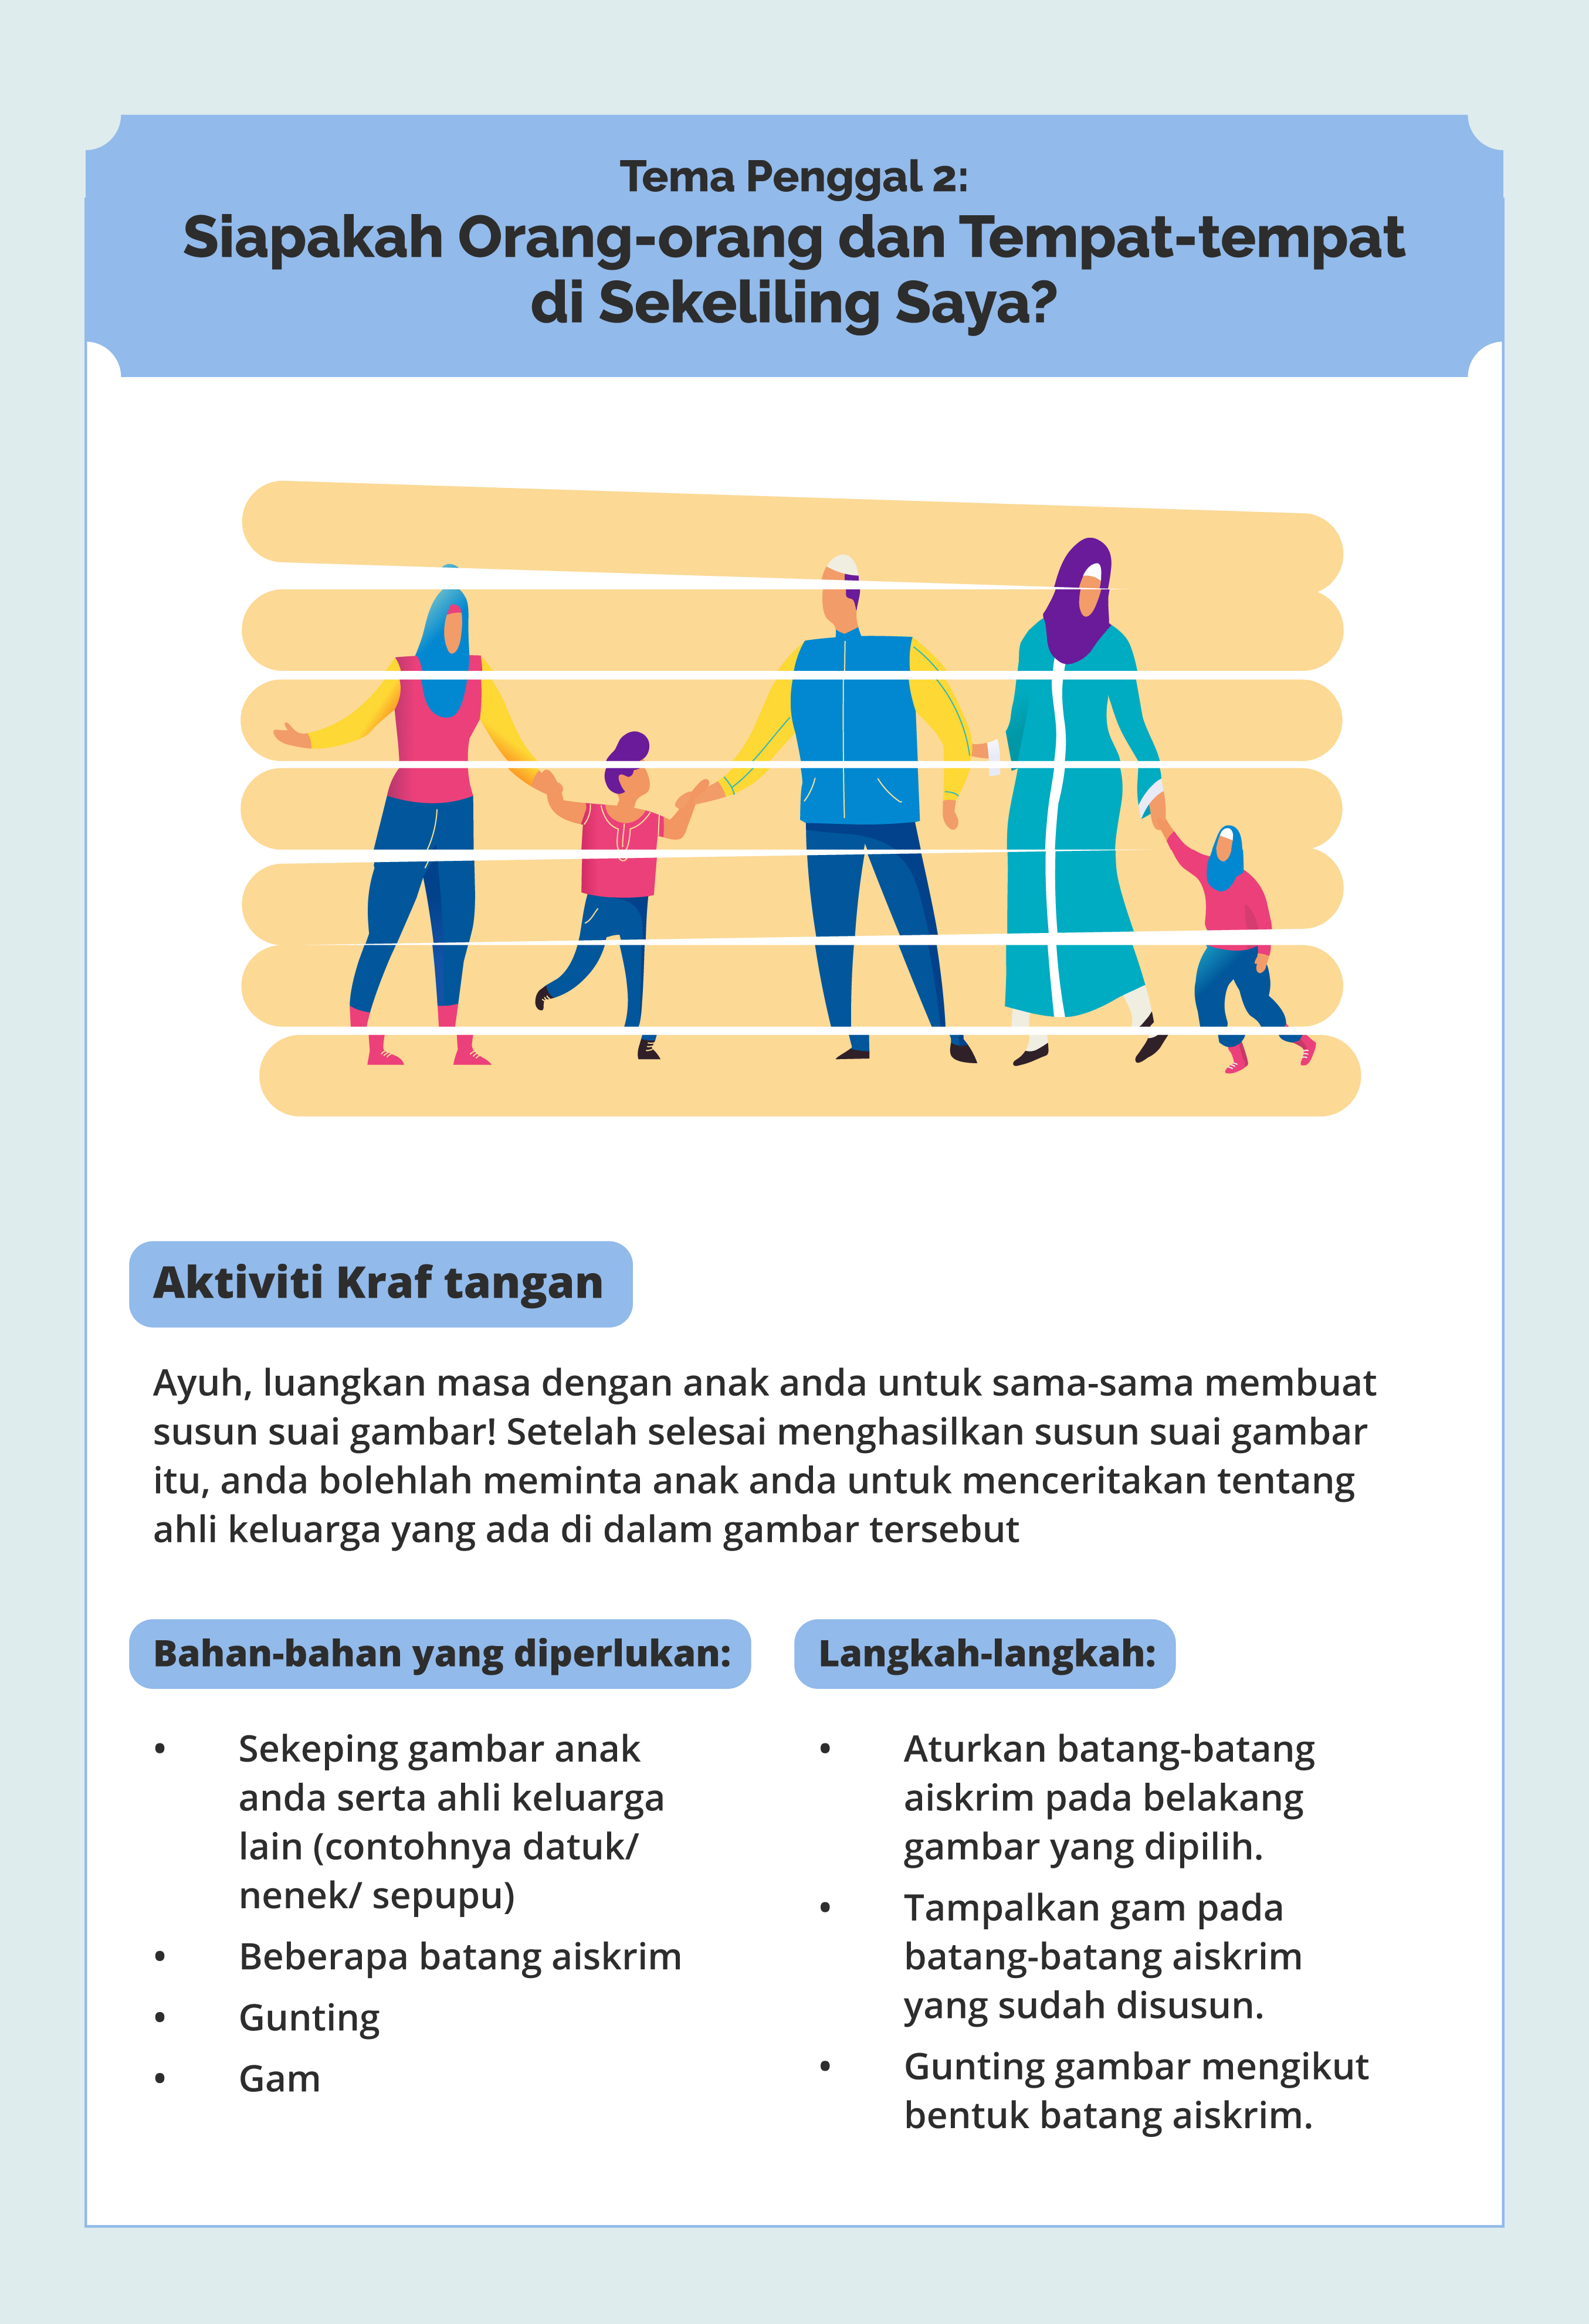 Tema Penggal 2:
Siapakah Orang-orang dan Tempat-tempat
di Sekeliling Saya?
Aktiviti Kraf tangan
Ayuh, luangkan masa dengan anak anda untuk sama-sama membuat
susun suai gambar! Setelah selesai menghasilkan susun suai gambar
itu, anda bolehlah meminta anak anda untuk menceritakan tentang
ahli keluarga yang ada di dalam gambar tersebut
Bahan-bahan yang diperlukan:
• Sekeping gambar anak
anda serta ahli keluarga
lain (contohnya datuk/
nenek/ sepupu)
• Beberapa batang aiskrim
• Gunting
• Gam
Langkah-langkah:
• Aturkan batang-batang
aiskrim pada belakang
gambar yang dipilih.
• Tampalkan gam pada
batang-batang aiskrim
yang sudah disusun.
• Gunting gambar mengikut
bentuk batang aiskrim.